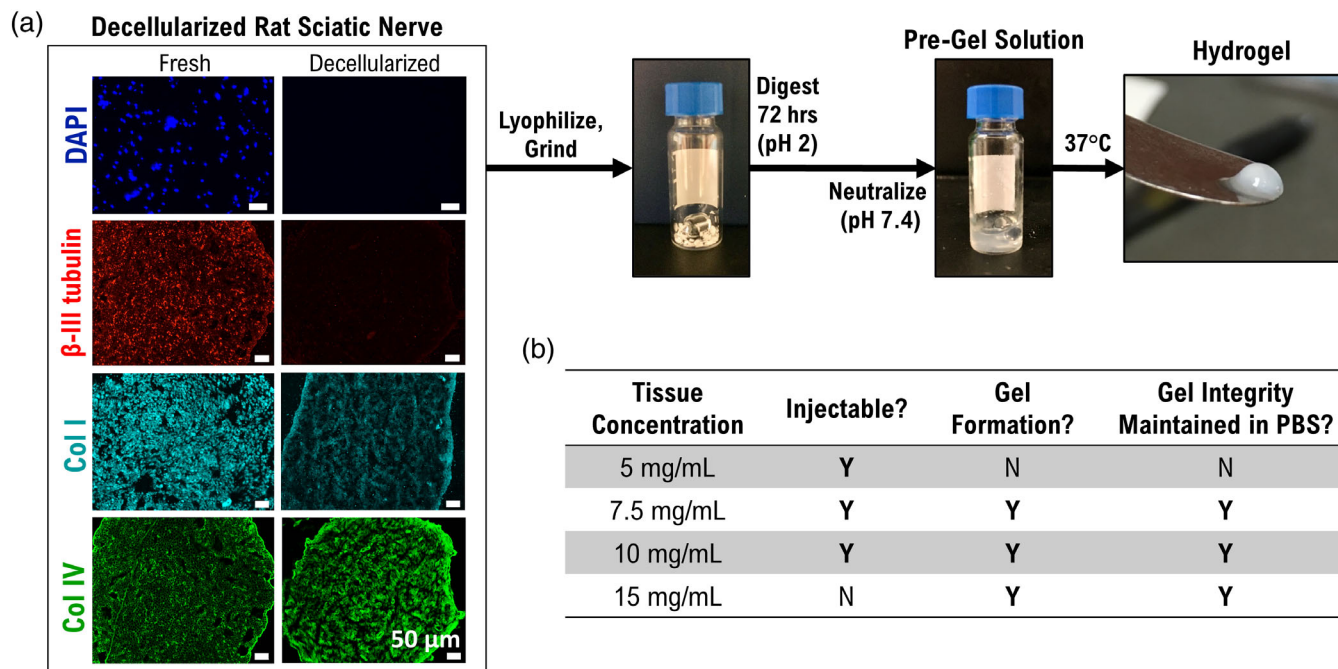 (a)
Decellularized Rat Sciatic Nerve
Fresh
Decellularized
DAPI
β-III tubulin
Col I
Col IV
50 μm
Lyophilize,
Grind
Digest
72 hrs
(pH 2)
Neutralize
(pH 7.4)
Pre-Gel Solution
37°C
Hydrogel
(b)
Tissue Concentration Injectable? Gel Formation? Gel Integrity Maintained in PBS?
5 mg/mL Y N N
7.5 mg/mL Y Y Y
10 mg/mL Y Y Y
15 mg/mL N Y Y